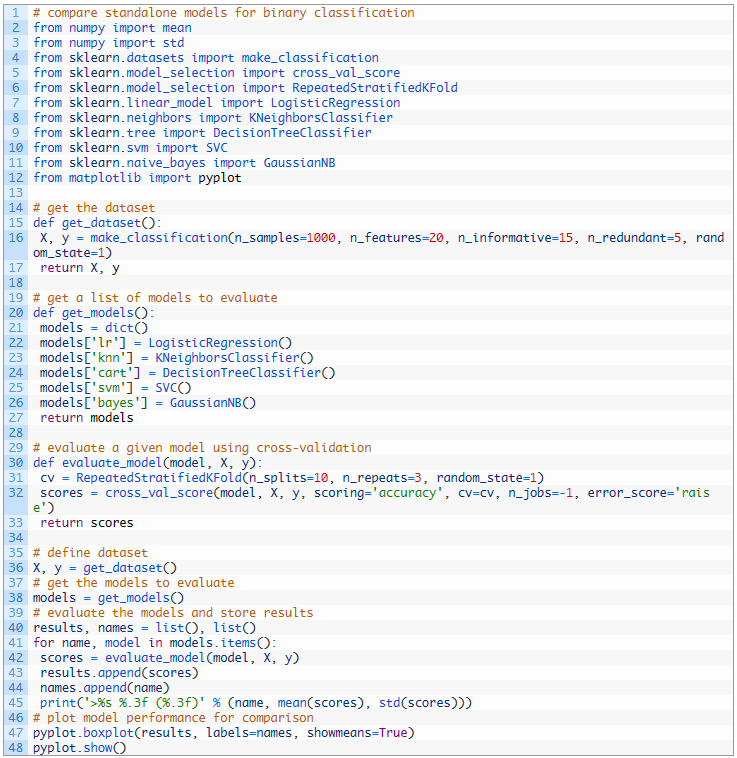 1 # compare standalone models for binary classification
2 from numpy import mean
3 from numpy import std
4 from sklearn.datasets import make_classification
5 from sklearn.model_selection import cross_val_score
6 from sklearn.model_selection import RepeatedStratifiedKFold
7 from sklearn.linear_model import LogisticRegression
8 from sklearn.neighbors import KNeighborsClassifier
9 from sklearn.tree import DecisionTreeClassifier
10 from sklearn.svm import SVC
11 from sklearn.naive_bayes import GaussianNB
12 from matplotlib import pyplot
13
14 # get the dataset
15 def get_dataset():
16  X, y = make_classification(n_samples=1000, n_features=20, n_informative=15, n_redundant=5, rand
om_state=1)
17  return X, y
18
19 # get a list of models to evaluate
20 def get_models():
21  models = dict()
22  models['lr'] = LogisticRegression()
23  models['knn'] = KNeighborsClassifier()
24  models['cart'] = DecisionTreeClassifier()
25  models['svm'] = SVC()
26  models['bayes'] = GaussianNB()
27  return models
28
29 # evaluate a given model using cross-validation
30 def evaluate_model(model, X, y):
31  cv = RepeatedStratifiedKFold(n_splits=10, n_repeats=3, random_state=1)
32  scores = cross_val_score(model, X, y, scoring='accuracy', cv=cv, n_jobs=-1, error_score='rais
e')
33  return scores
34
35 # define dataset
36 X, y = get_dataset()
37 # get the models to evaluate
38 models = get_models()
39 # evaluate the models and store results
40 results, names = list(), list()
41 for name, model in models.items():
42  scores = evaluate_model(model, X, y)
43  results.append(scores)
44  names.append(name)
45  print('>%s %.3f (%.3f)' % (name, mean(scores), std(scores)))
46 # plot model performance for comparison
47 pyplot.boxplot(results, labels=names, showmeans=True)
48 pyplot.show()